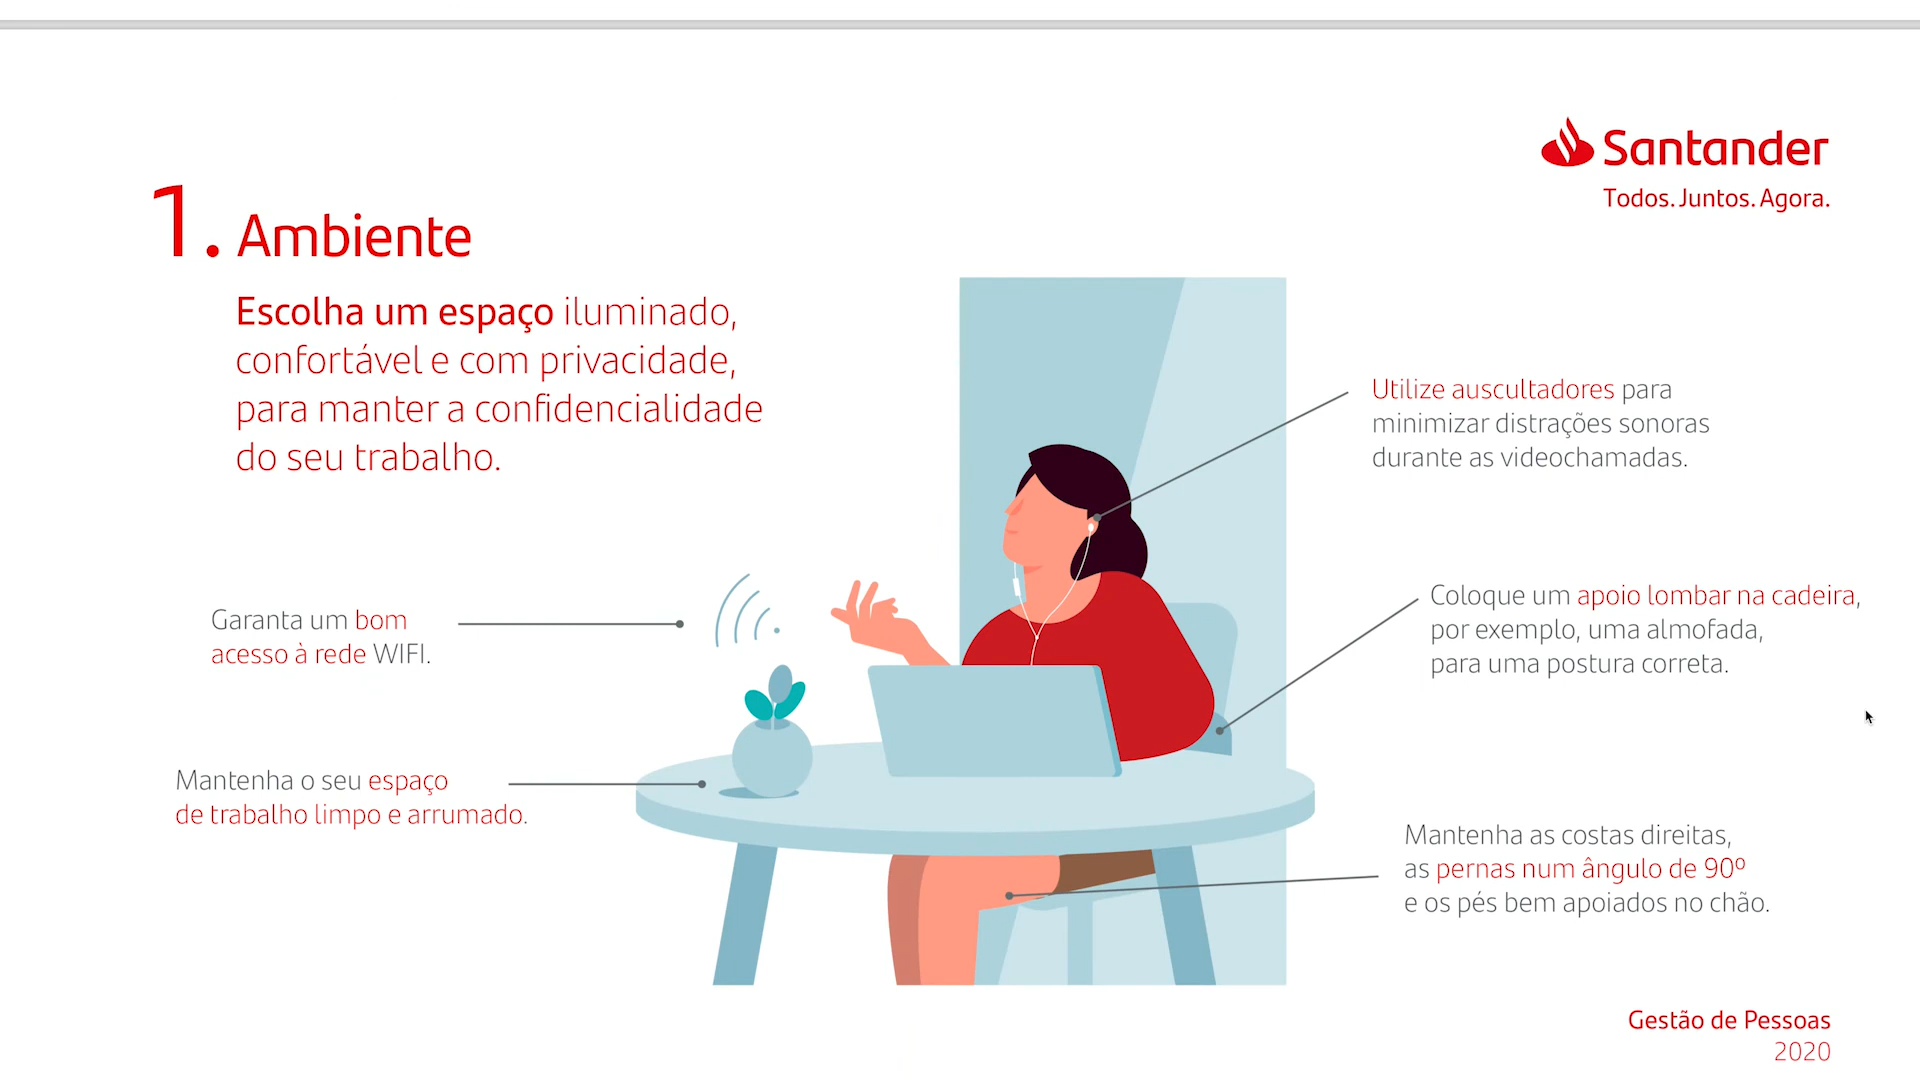 Santander
Todos. Juntos. Agora.
1. Ambiente
Escolha um espaço iluminado,
confortável e com privacidade,
para manter a confidencialidade
do seu trabalho.
Utilize auscultadores para
minimizar distrações sonoras
durante as videochamadas.
Garanta um bom
acesso à rede WIFI.
Coloque um apoio lombar na cadeira,
por exemplo, uma almofada,
para uma postura correta.
Mantenha o seu espaço
de trabalho limpo e arrumado.
Mantenha as costas direitas,
as pernas num ângulo de 90º
e os pés bem apoiados no chão.
Gestão de Pessoas
2020